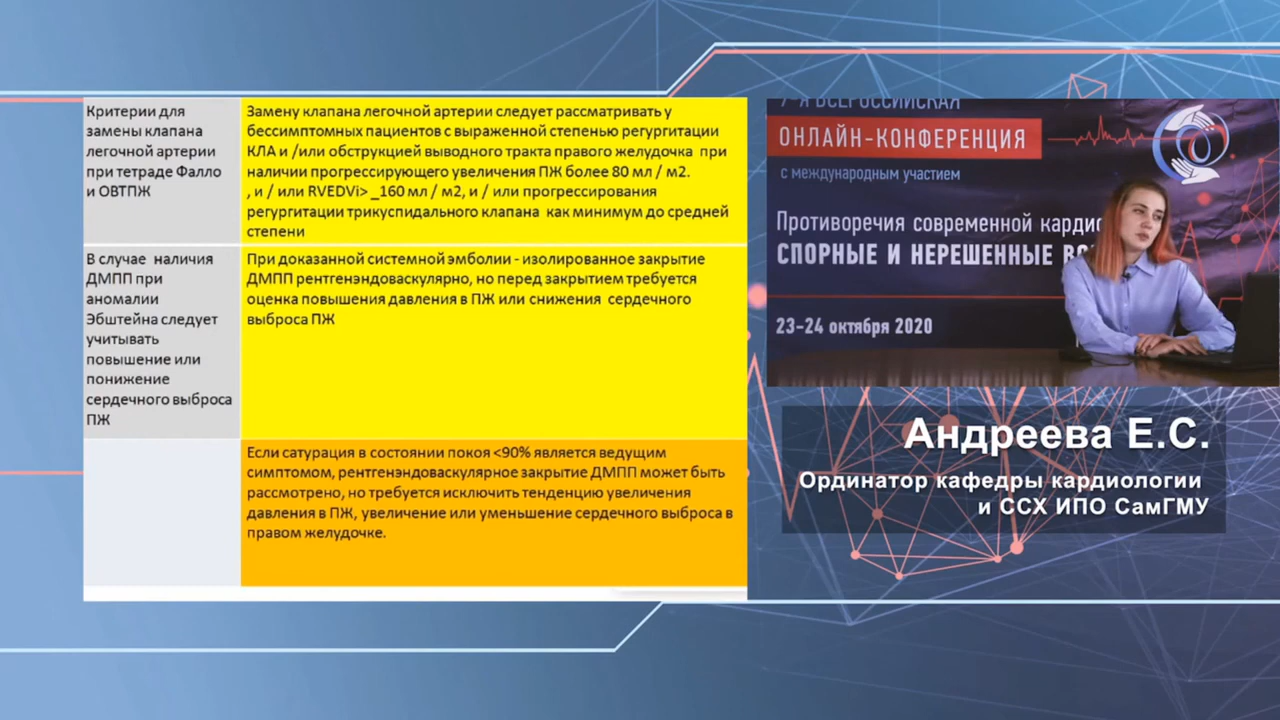 Критерии для
замены клапана
легочной артерии
при тетраде Фалло
и ОВТПЖ
Замену клапана легочной артерии следует рассматривать у
бессимптомных пациентов с выраженной степенью регургитации
КЛА и /или обструкцией выводного тракта правого желудочка при
наличии прогрессирующего увеличения ПЖ более 80 мл / м2.
, и / или RVEDVi> _160 мл / м2, и / или прогрессирования
регургитации трикуспидального клапана как минимум до средней
степени
В случае наличия
ДМПП при
аномалии
Эбштейна следует
учитывать
повышение или
понижение
сердечного выброса
ПЖ
При доказанной системной эмболии - изолированное закрытие
ДМПП рентгенэндоваскулярно, но перед закрытием требуется
оценка повышения давления в ПЖ или снижения сердечного
выброса ПЖ
Если сатурация в состоянии покоя <90% является ведущим
симптомом, рентгенэндоваскулярное закрытие ДМПП может быть
рассмотрено, но требуется исключить тенденцию увеличения
давления в ПЖ, увеличение или уменьшение сердечного выброса в
правом желудочке.
7-Я ВСЕРОССИЙСКАЯ
ОНЛАЙН-КОНФЕРЕНЦИЯ
с международным участием
Противоречия современной кардио
СПОРНЫЕ И НЕРЕШЕННЫЕ
23-24 октября 2020
Андреева Е.С.
Ординатор кафедры кардиологии
и ССХ ИПО СамГМУ